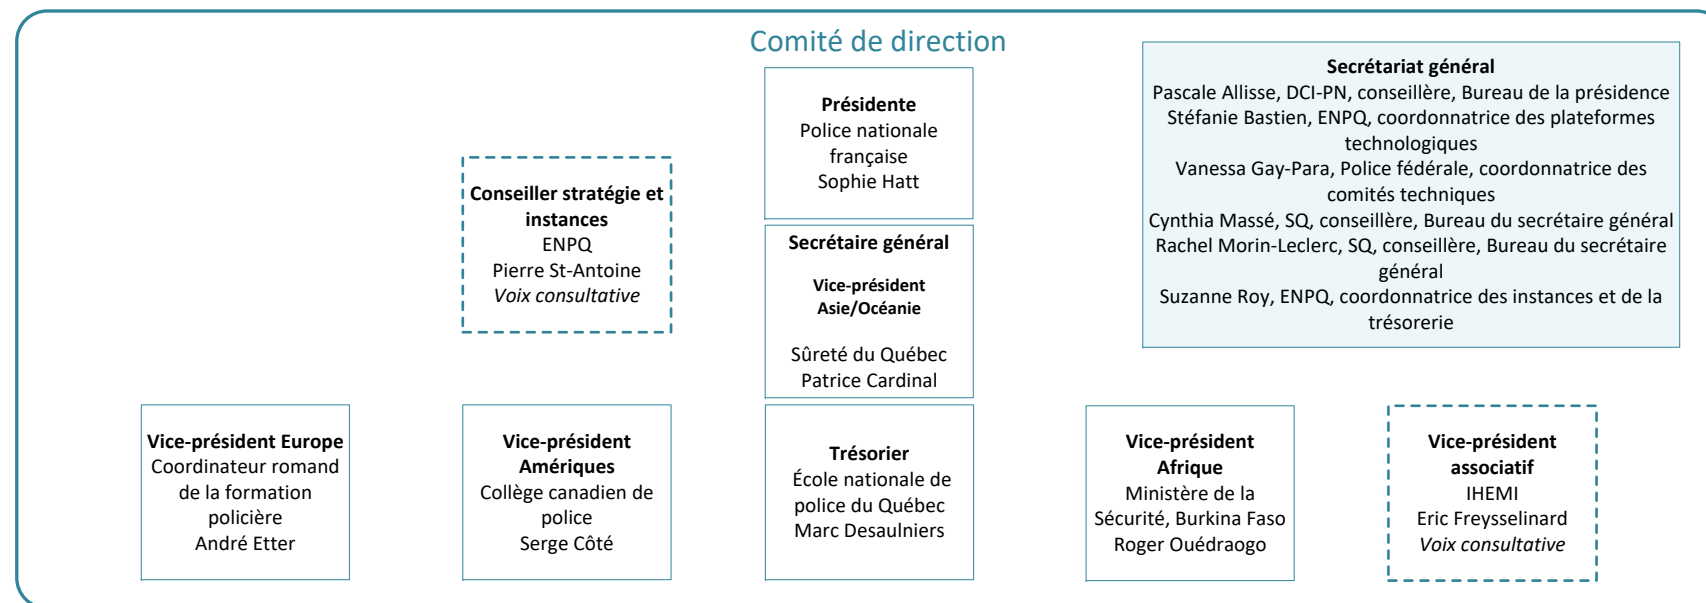 Comité de direction
Présidente
Police nationale
française
Sophie Hatt
Secrétariat général
Pascale Allisse, DCI-PN, conseillère, Bureau de la présidence
Stéfanie Bastien, ENPQ, coordonnatrice des plateformes
technologiques
Vanessa Gay-Para, Police fédérale, coordonnatrice des
comités techniques
Cynthia Massé, SQ, conseillère, Bureau du secrétaire général
Rachel Morin-Leclerc, SQ, conseillère, Bureau du secrétaire
général
Suzanne Roy, ENPQ, coordonnatrice des instances et de la
trésorerie
Conseiller stratégie et
instances
ENPQ
Pierre St-Antoine
Voix consultative
Secrétaire général
Vice-président
Asie/Océanie
Sûreté du Québec
Patrice Cardinal
Vice-président Europe
Coordinateur romand
de la formation
policière
André Etter
Vice-président
Amériques
Collège canadien de
police
Serge Côté
Trésorier
École nationale de
police du Québec
Marc Desaulniers
Vice-président
Afrique
Ministère de la
Sécurité, Burkina Faso
Roger Ouédraogo
Vice-président
associatif
IHEMI
Eric Freysselinard
Voix consultative